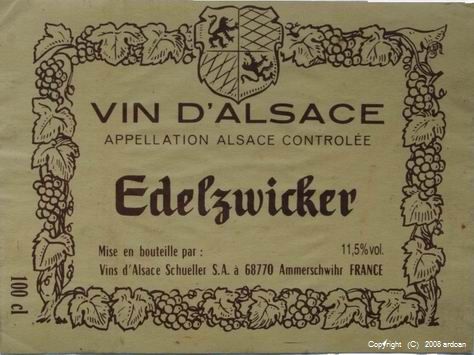 VIN D'ALSACE
APPELLATION ALSACE CONTROLÉE
Edelzwicker
Mise en bouteille par : 11,5% vol.
Vins d'Alsace Schueller S.A. à 68770 Ammerschwihr FRANCE
100 cl
Copyright (C) 2008 ardoan